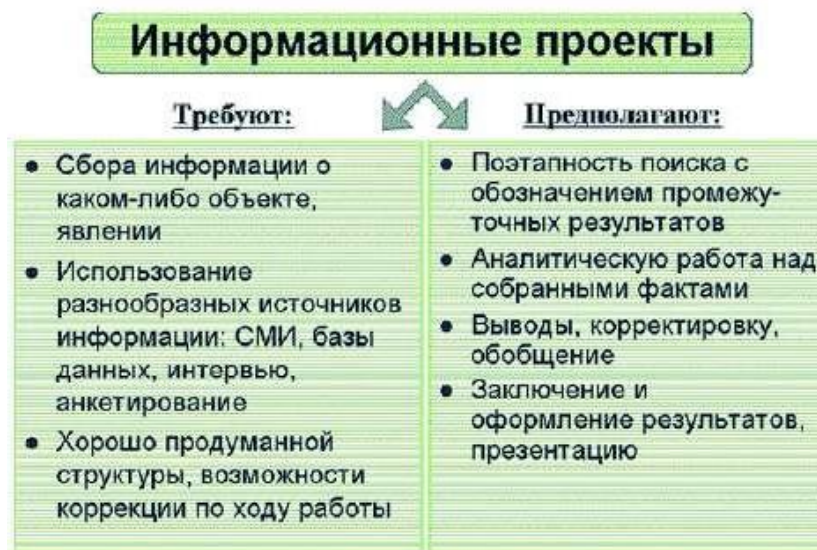 Информационные проекты
Требуют:
• Сбора информации о
каком-либо объекте,
явлении
• Использование
разнообразных источников
информации: СМИ, базы
данных, интервью,
анкетирование
• Хорошо продуманной
структуры, возможности
коррекции по ходу работы
Предполагают:
• Поэтапность поиска с
обозначением промежу-
точных результатов
• Аналитическую работа над
собранными фактами
• Выводы, корректировку,
обобщение
• Заключение и
оформление результатов,
презентацию